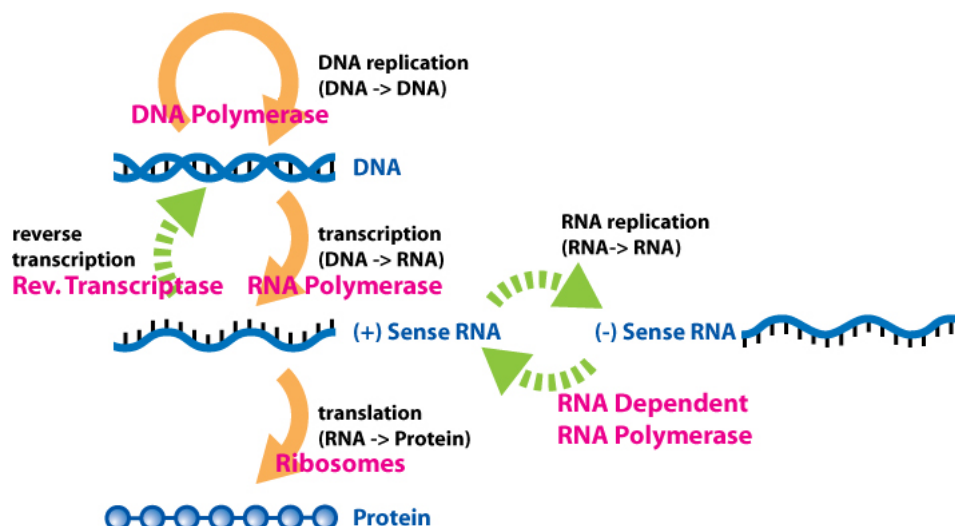 DNA replication
(DNA -> DNA)
DNA Polymerase
DNA
reverse
transcription
Rev. Transcriptase
transcription
(DNA -> RNA)
RNA Polymerase
RNA replication
(RNA-> RNA)
(+) Sense RNA
(-) Sense RNA
RNA Dependent
RNA Polymerase
translation
(RNA -> Protein)
Ribosomes
Protein